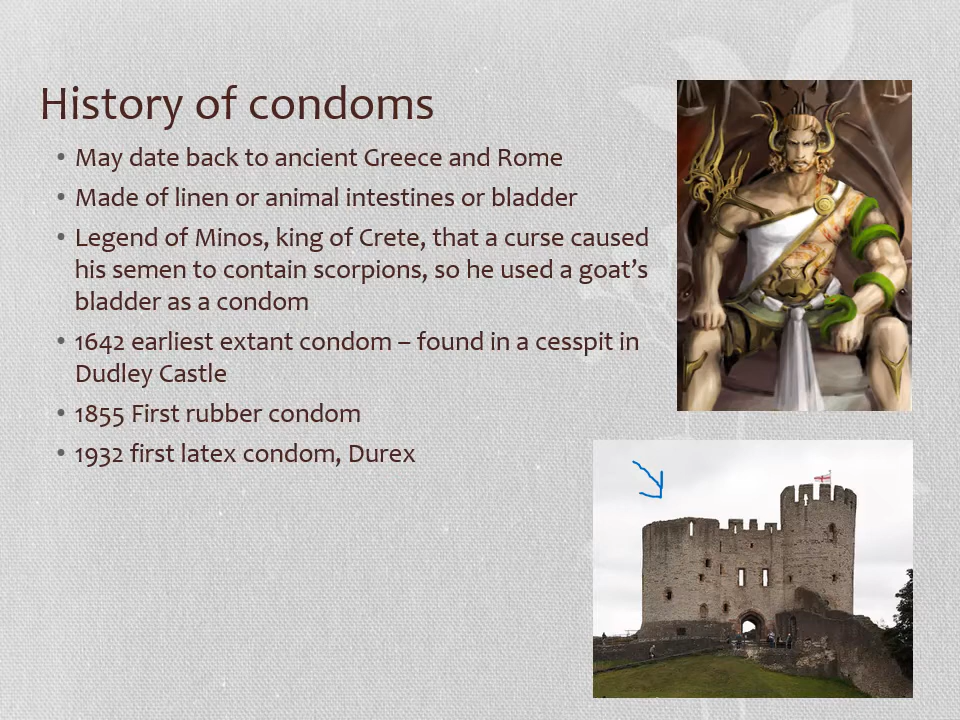 History of condoms
• May date back to ancient Greece and Rome
• Made of linen or animal intestines or bladder
• Legend of Minos, king of Crete, that a curse caused
his semen to contain scorpions, so he used a goat’s
bladder as a condom
• 1642 earliest extant condom – found in a cesspit in
Dudley Castle
• 1855 First rubber condom
• 1932 first latex condom, Durex